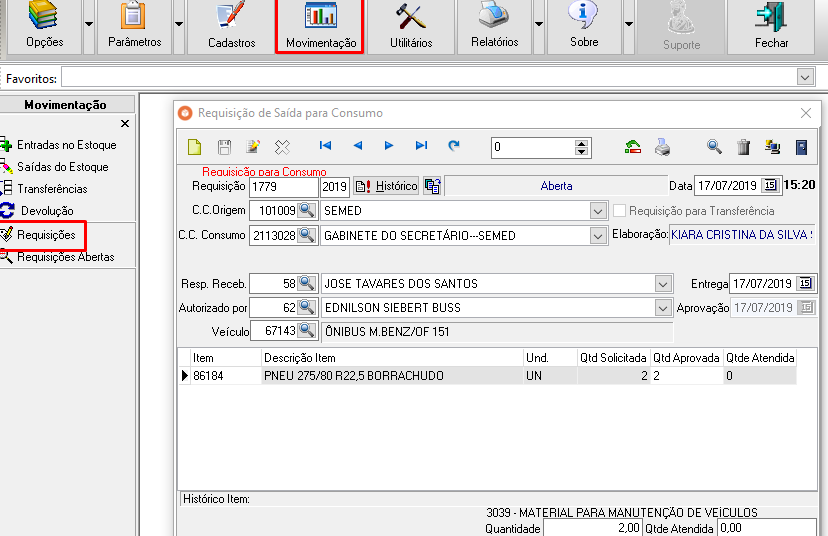 Opções Parâmetros Cadastros Movimentação Utilitários Relatórios Sobre Suporte Fechar
Favoritos:
Movimentação
Entradas no Estoque
Saídas do Estoque
Transferências
Devolução
Requisições
Requisições Abertas
Requisição de Saída para Consumo
0
Requisição para Consumo
Requisição 1779 2019 Histórico Aberta Data 17/07/2019 15 15:20
C.C.Origem 101009 SEMED Requisição para Transferência
C.C. Consumo 2113028 GABINETE DO SECRETÁRIO---SEMED Elaboração: KIARA CRISTINA DA SILVA
Resp. Receb. 58 JOSE TAVARES DOS SANTOS Entrega 17/07/2019 15
Autorizado por 62 EDNILSON SIEBERT BUSS Aprovação 17/07/2019 15
Veículo 67143 ÔNIBUS M.BENZ/OF 151
Item Descrição Item Und. Qtd Solicitada Qtd Aprovada Qtde Atendida
86184 PNEU 275/80 R22,5 BORRACHUDO UN 2 2 0
Histórico Item:
3039 - MATERIAL PARA MANUTENÇÃO DE VEÍCULOS
Quantidade 2,00 Qtde Atendida 0,00